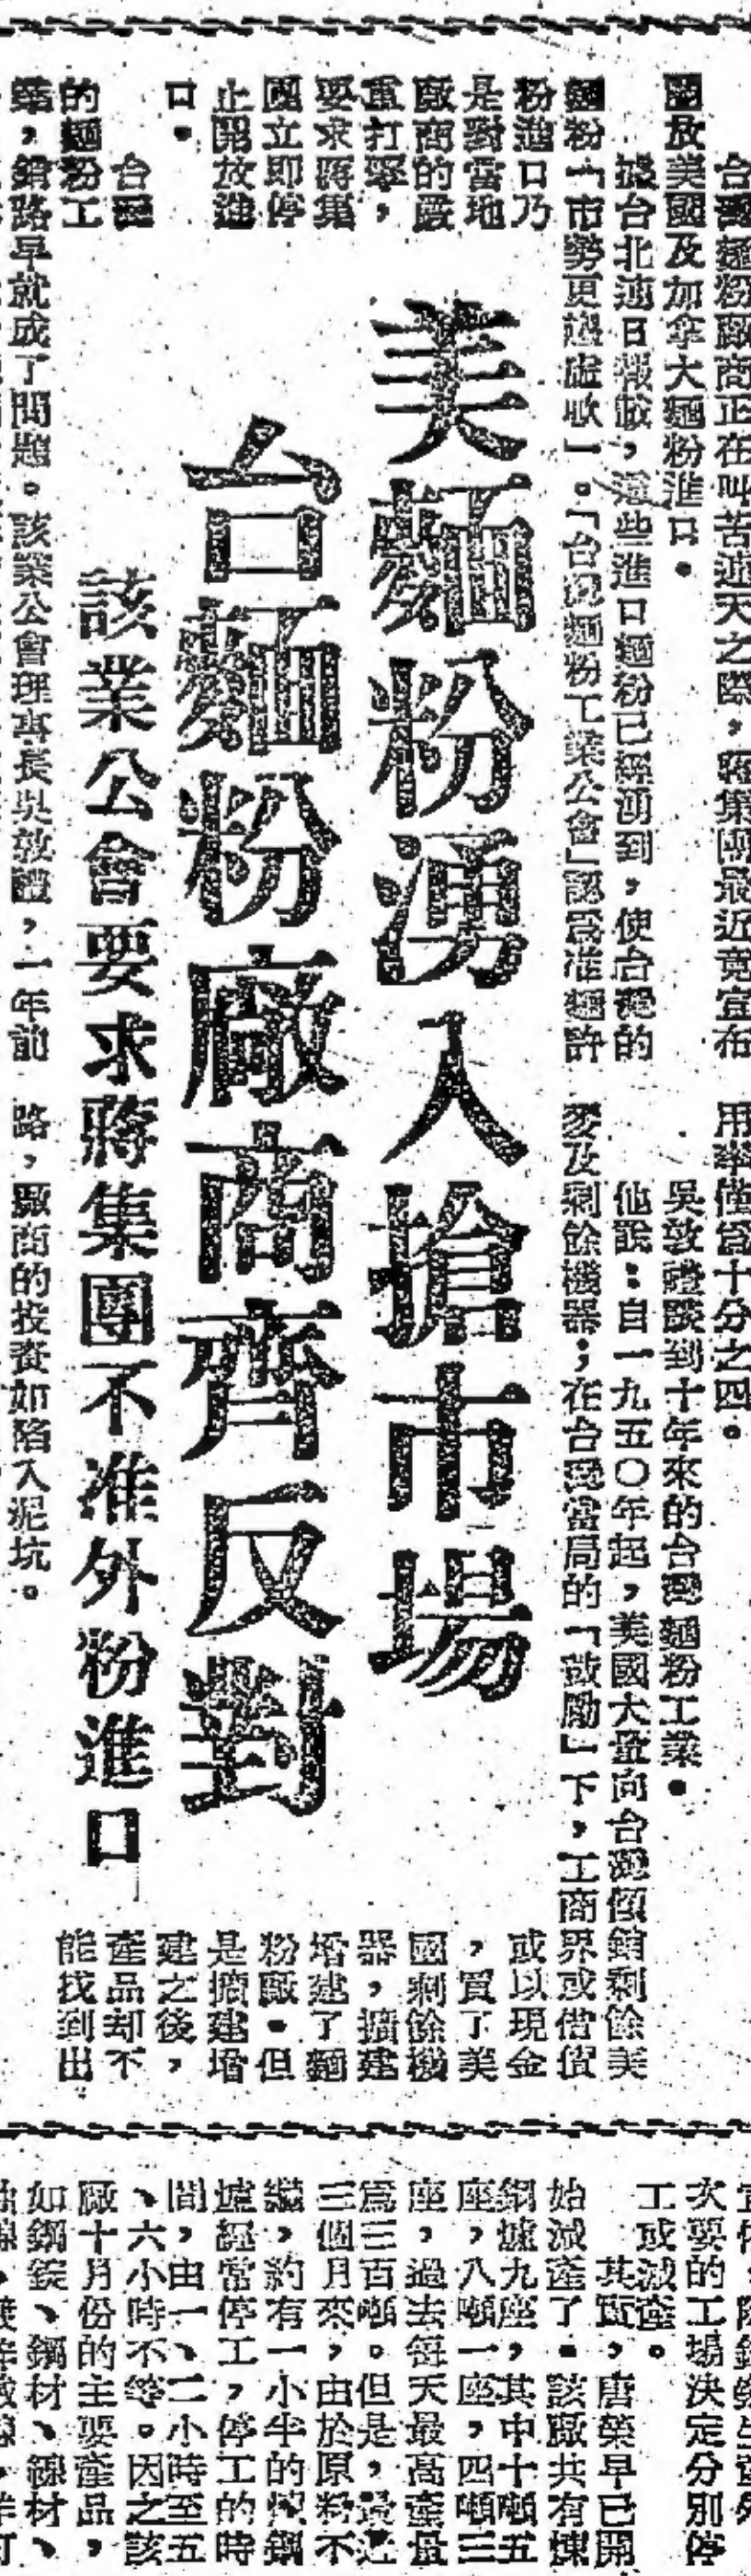 美麵粉湧入搶市場
台麵粉廠商齊反對
該業公會要求蔣集團不准外粉進口
台灣麵粉廠商正在叫苦連天之際，蔣集團最近竟宣布
開放美國及加拿大麵粉進口。
據台北連日報載，這些進口麵粉已經湧到，使台灣的
麵粉「市勢更趨虛軟」。「台灣麵粉工業公會」認爲准麵許
粉進口乃
是對當地
廠商的嚴
重打擊，
要求蔣集
團立即停
止開放進
口。
台灣
的麵粉工
業，銷路早就成了問題。該業公會理事長吳敦禮，一年前
用率僅爲十分之四。
吳敦禮談到十年來的台灣麵粉工業。
他說：自一九五〇年起，美國大量向台灣傾銷剩餘美
麥及剩餘機器；在台灣當局的「鼓勵」下，工商界或借貸
或以現金
，買了美
國剩餘機
器，擴建
增建了麵
粉廠。但
是擴建增
建之後，
產品却不
能找到出
路，廠商的投資如陷入泥坑。
次要的工場決定分別停
工或減產。
其實，唐榮早已開
始減產了。該廠共有煉
鋼爐九座，其中十噸五
座，八噸一座，四噸三
座，過去每天最高產量
爲三百噸。但是，最近
三個月來，由於原料不
繼，約有一小半的煉鋼
爐經常停工，停工的時
間，由一、二小時至五
、六小時不等。因之該
廠十月份的主要產品，
如鋼錠、鋼材、線材、